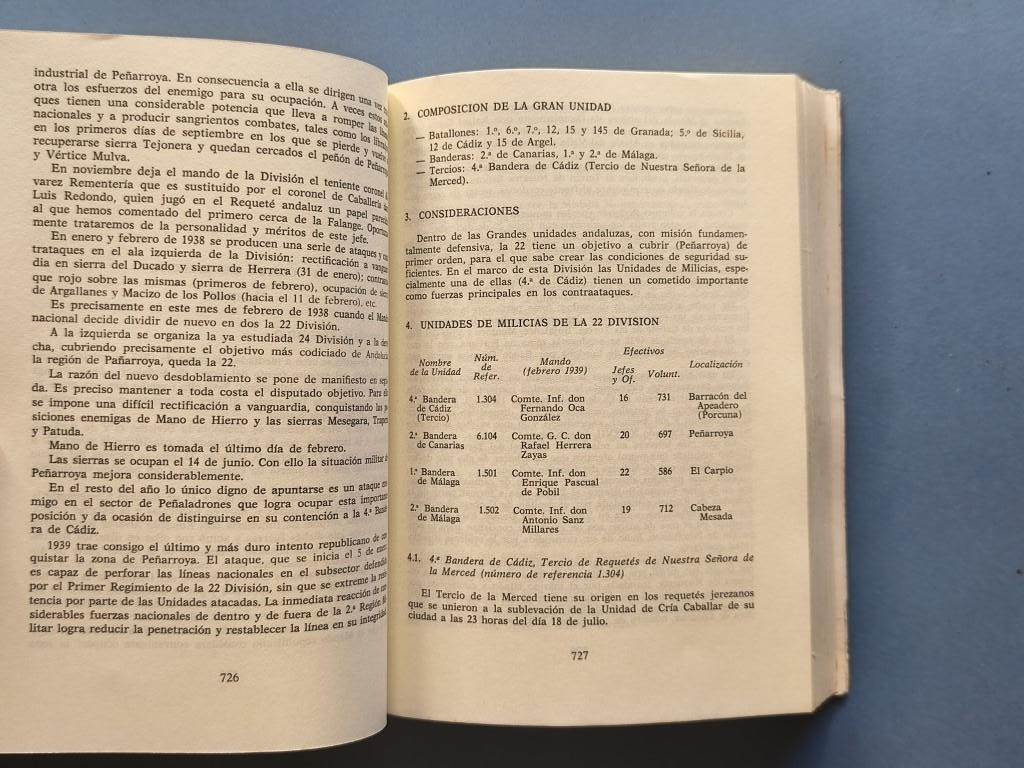 industrial de Peñarroya. En consecuencia a ella se dirigen una vez
otra los esfuerzos del enemigo para su ocupación. A veces estos
ques tienen una considerable potencia que lleva a romper las líneas
nacionales y a producir sangrientos combates, tales como los
en los primeros días de septiembre en los que se pierde y vuelve
recuperarse sierra Tejonera y quedan cercados el peñón de
y Vértice Mulva.
En noviembre deja el mando de la División el teniente coronel
varez Rementería que es sustituido por el coronel de Caballería
Luis Redondo, quien jugó en el Requeté andaluz un papel
al que hemos comentado del primero cerca de la Falange.
mente trataremos de la personalidad y méritos de este jefe.
En enero y febrero de 1938 se producen una serie de ataques y
trataques en el ala izquierda de la División: rectificación a
dia en sierra del Ducado y sierra de Herrera (31 de enero);
que rojo sobre las mismas (primeros de febrero), ocupación de
de Argallanes y Macizo de los Pollos (hacia el 11 de febrero), etc.
Es precisamente en este mes de febrero de 1938 cuando el
nacional decide dividir de nuevo en dos la 22 División.
A la izquierda se organiza la ya estudiada 24 División y a la
cha, cubriendo precisamente el objetivo más codiciado de
la región de Pañarroya, queda la 22.
La razón del nuevo desdoblamiento se pone de manifiesto en
da. Es preciso mantener a toda costa el disputado objetivo. Para
se impone una difícil rectificación a vanguardia, conquistando las
siciones enemigas de Mano de Hierro y las sierras Mesegara,
y Patuda.
Mano de Hierro es tomada el último día de febrero.
Las sierras se ocupan el 14 de junio. Con ello la situación militar
Peñarroya mejora considerablemente.
En el resto del año lo único digno de apuntarse es un ataque
migo en el sector de Peñaladrones que logra ocupar esta
posición y da ocasión de distinguirse en su contención a la 4.ª
ra de Cádiz.
1939 trae consigo el último y más duro intento republicano de
quistar la zona de Peñarroya. El ataque, que se inicia el 5 de
es capaz de perforar las líneas nacionales en el subsector
por el Primer Regimiento de la 22 División, sin que se extreme la
tencia por parte de las Unidades atacadas. La inmediata reacción de
siderables fuerzas nacionales de dentro y de fuera de la 2.ª Región
litar logra reducir la penetración y restablecer la línea en su integridad
726
2. COMPOSICION DE LA GRAN UNIDAD
— Batallones: 1.º, 6.º, 7.º, 12, 15 y 145 de Granada; 5.º de Sicilia,
12 de Cádiz y 15 de Argel.
— Banderas: 2.ª de Canarias, 1.ª y 2.ª de Málaga.
— Tercios: 4.ª Bandera de Cádiz (Tercio de Nuestra Señora de la
Merced).
3. CONSIDERACIONES
Dentro de las Grandes unidades andaluzas, con misión fundamen-
talmente defensiva, la 22 tiene un objetivo a cubrir (Peñarroya) de
primer orden, para el que sabe crear las condiciones de seguridad su-
ficientes. En el marco de esta División las Unidades de Milicias, espe-
cialmente una de ellas (4.ª de Cádiz) tienen un cometido importante
como fuerzas principales en los contraataques.
4. UNIDADES DE MILICIAS DE LA 22 DIVISION
Efectivos
Nombre de la Unidad Núm. de Refer. Mando (febrero 1939) Jefes y Of. Volunt. Localización
4.ª Bandera 1.304 Comte. Inf. don 16 731 Barracón del
de Cádiz Fernando Oca Apeadero
(Tercio) González (Porcuna)
2.ª Bandera 6.104 Comte. G. C. don 20 697 Peñarroya
de Canarias Rafael Herrera
Zayas
1.ª Bandera 1.501 Comte. Inf. don 22 586 El Carpio
de Málaga Enrique Pascual
de Pobil
2.ª Bandera 1.502 Comte. Inf. don 19 712 Cabeza
de Málaga Antonio Sanz Mesada
Millares
4.1. 4.ª Bandera de Cádiz, Tercio de Requetés de Nuestra Señora de
la Merced (número de referencia 1.304)
El Tercio de la Merced tiene su origen en los requetés jerezanos
que se unieron a la sublevación de la Unidad de Cría Caballar de su
ciudad a las 23 horas del día 18 de julio.
727